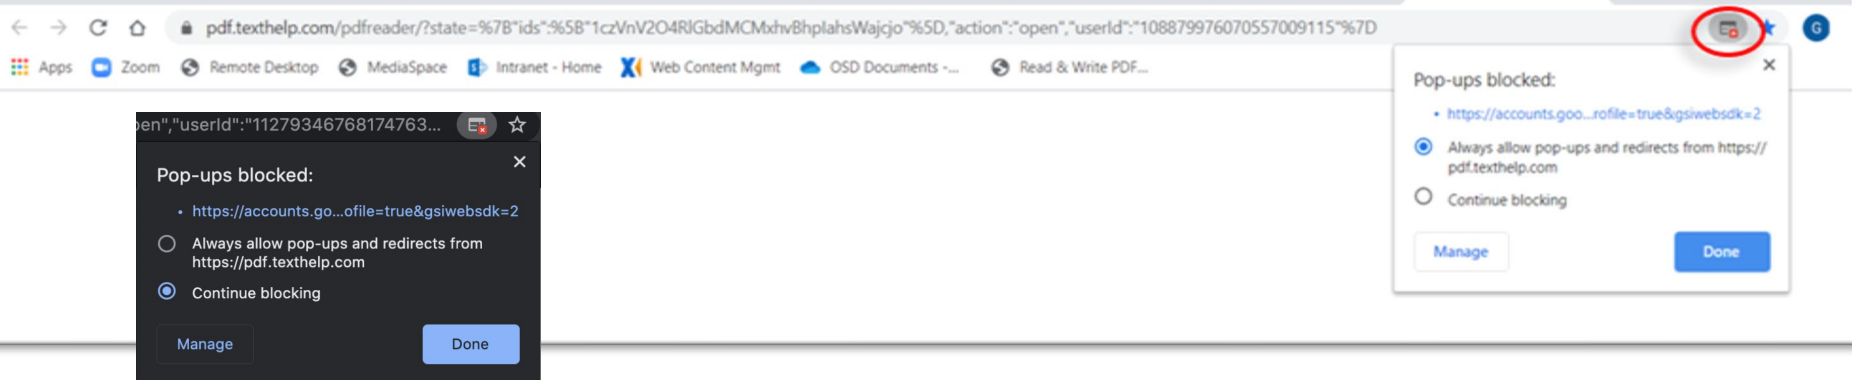 pdf.texthelp.com/pdfreader/?state=%7B"ids":%5B"1czVnV2O4RlGbdMCMxhvBhpIahsWajcjo"%5D,"action":"open","userId":"108879976070557009115"%7D
G
Apps Zoom Remote Desktop MediaSpace Intranet - Home Web Content Mgmt OSD Documents -... Read & Write PDF...
Pop-ups blocked:
• https://accounts.goo...rofile=true&gsiwebsdk=2
Always allow pop-ups and redirects from https://
pdf.texthelp.com
Continue blocking
Manage Done
pen","userId":"11279346768174763...
Pop-ups blocked:
• https://accounts.go...ofile=true&gsiwebsdk=2
Always allow pop-ups and redirects from
https://pdf.texthelp.com
Continue blocking
Manage Done